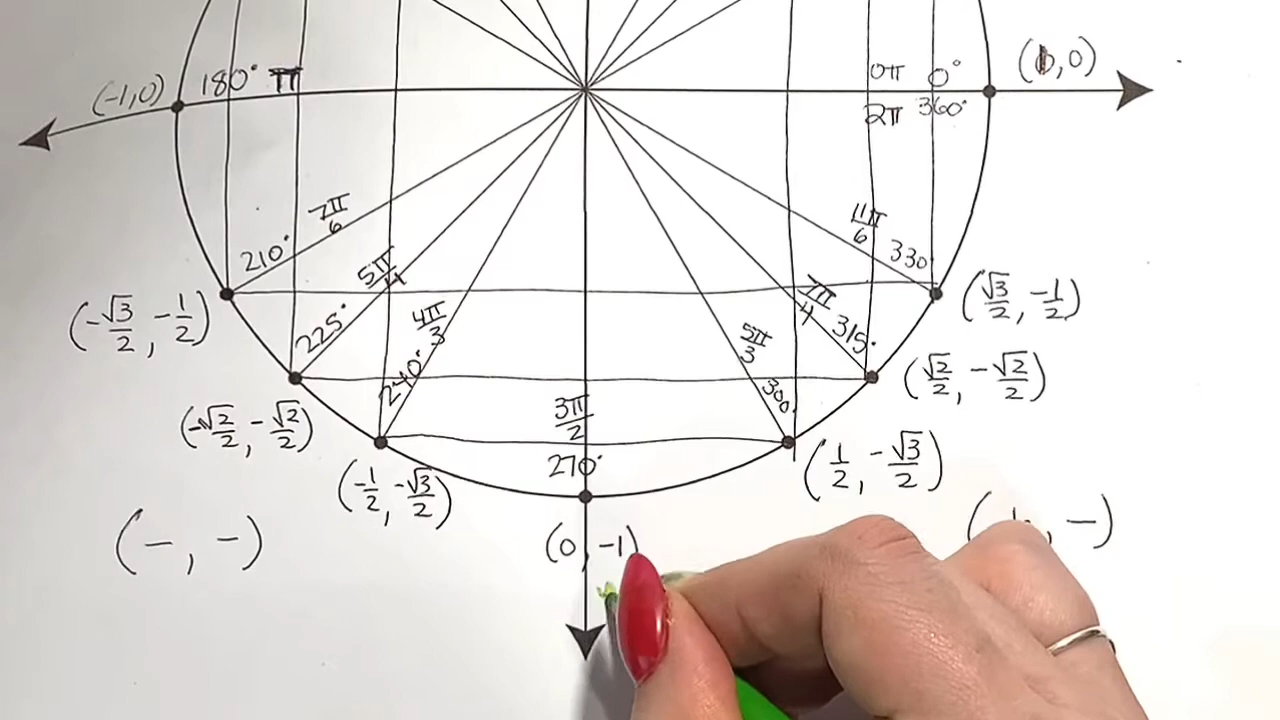 (-1,0) 180° π 0π 0° (1,0)
2π 360°
7π/6 11π/6
210° 330
5π/4 7π/4
(-√3/2, -1/2) 225° 4π/3 5π/3 315° (√3/2, -1/2)
240° 300 (√2/2, -√2/2)
(-√2/2, -√2/2) 3π/2
270° (1/2, -√3/2)
(-1/2, -√3/2)
(-, -) (0, -1) , -)